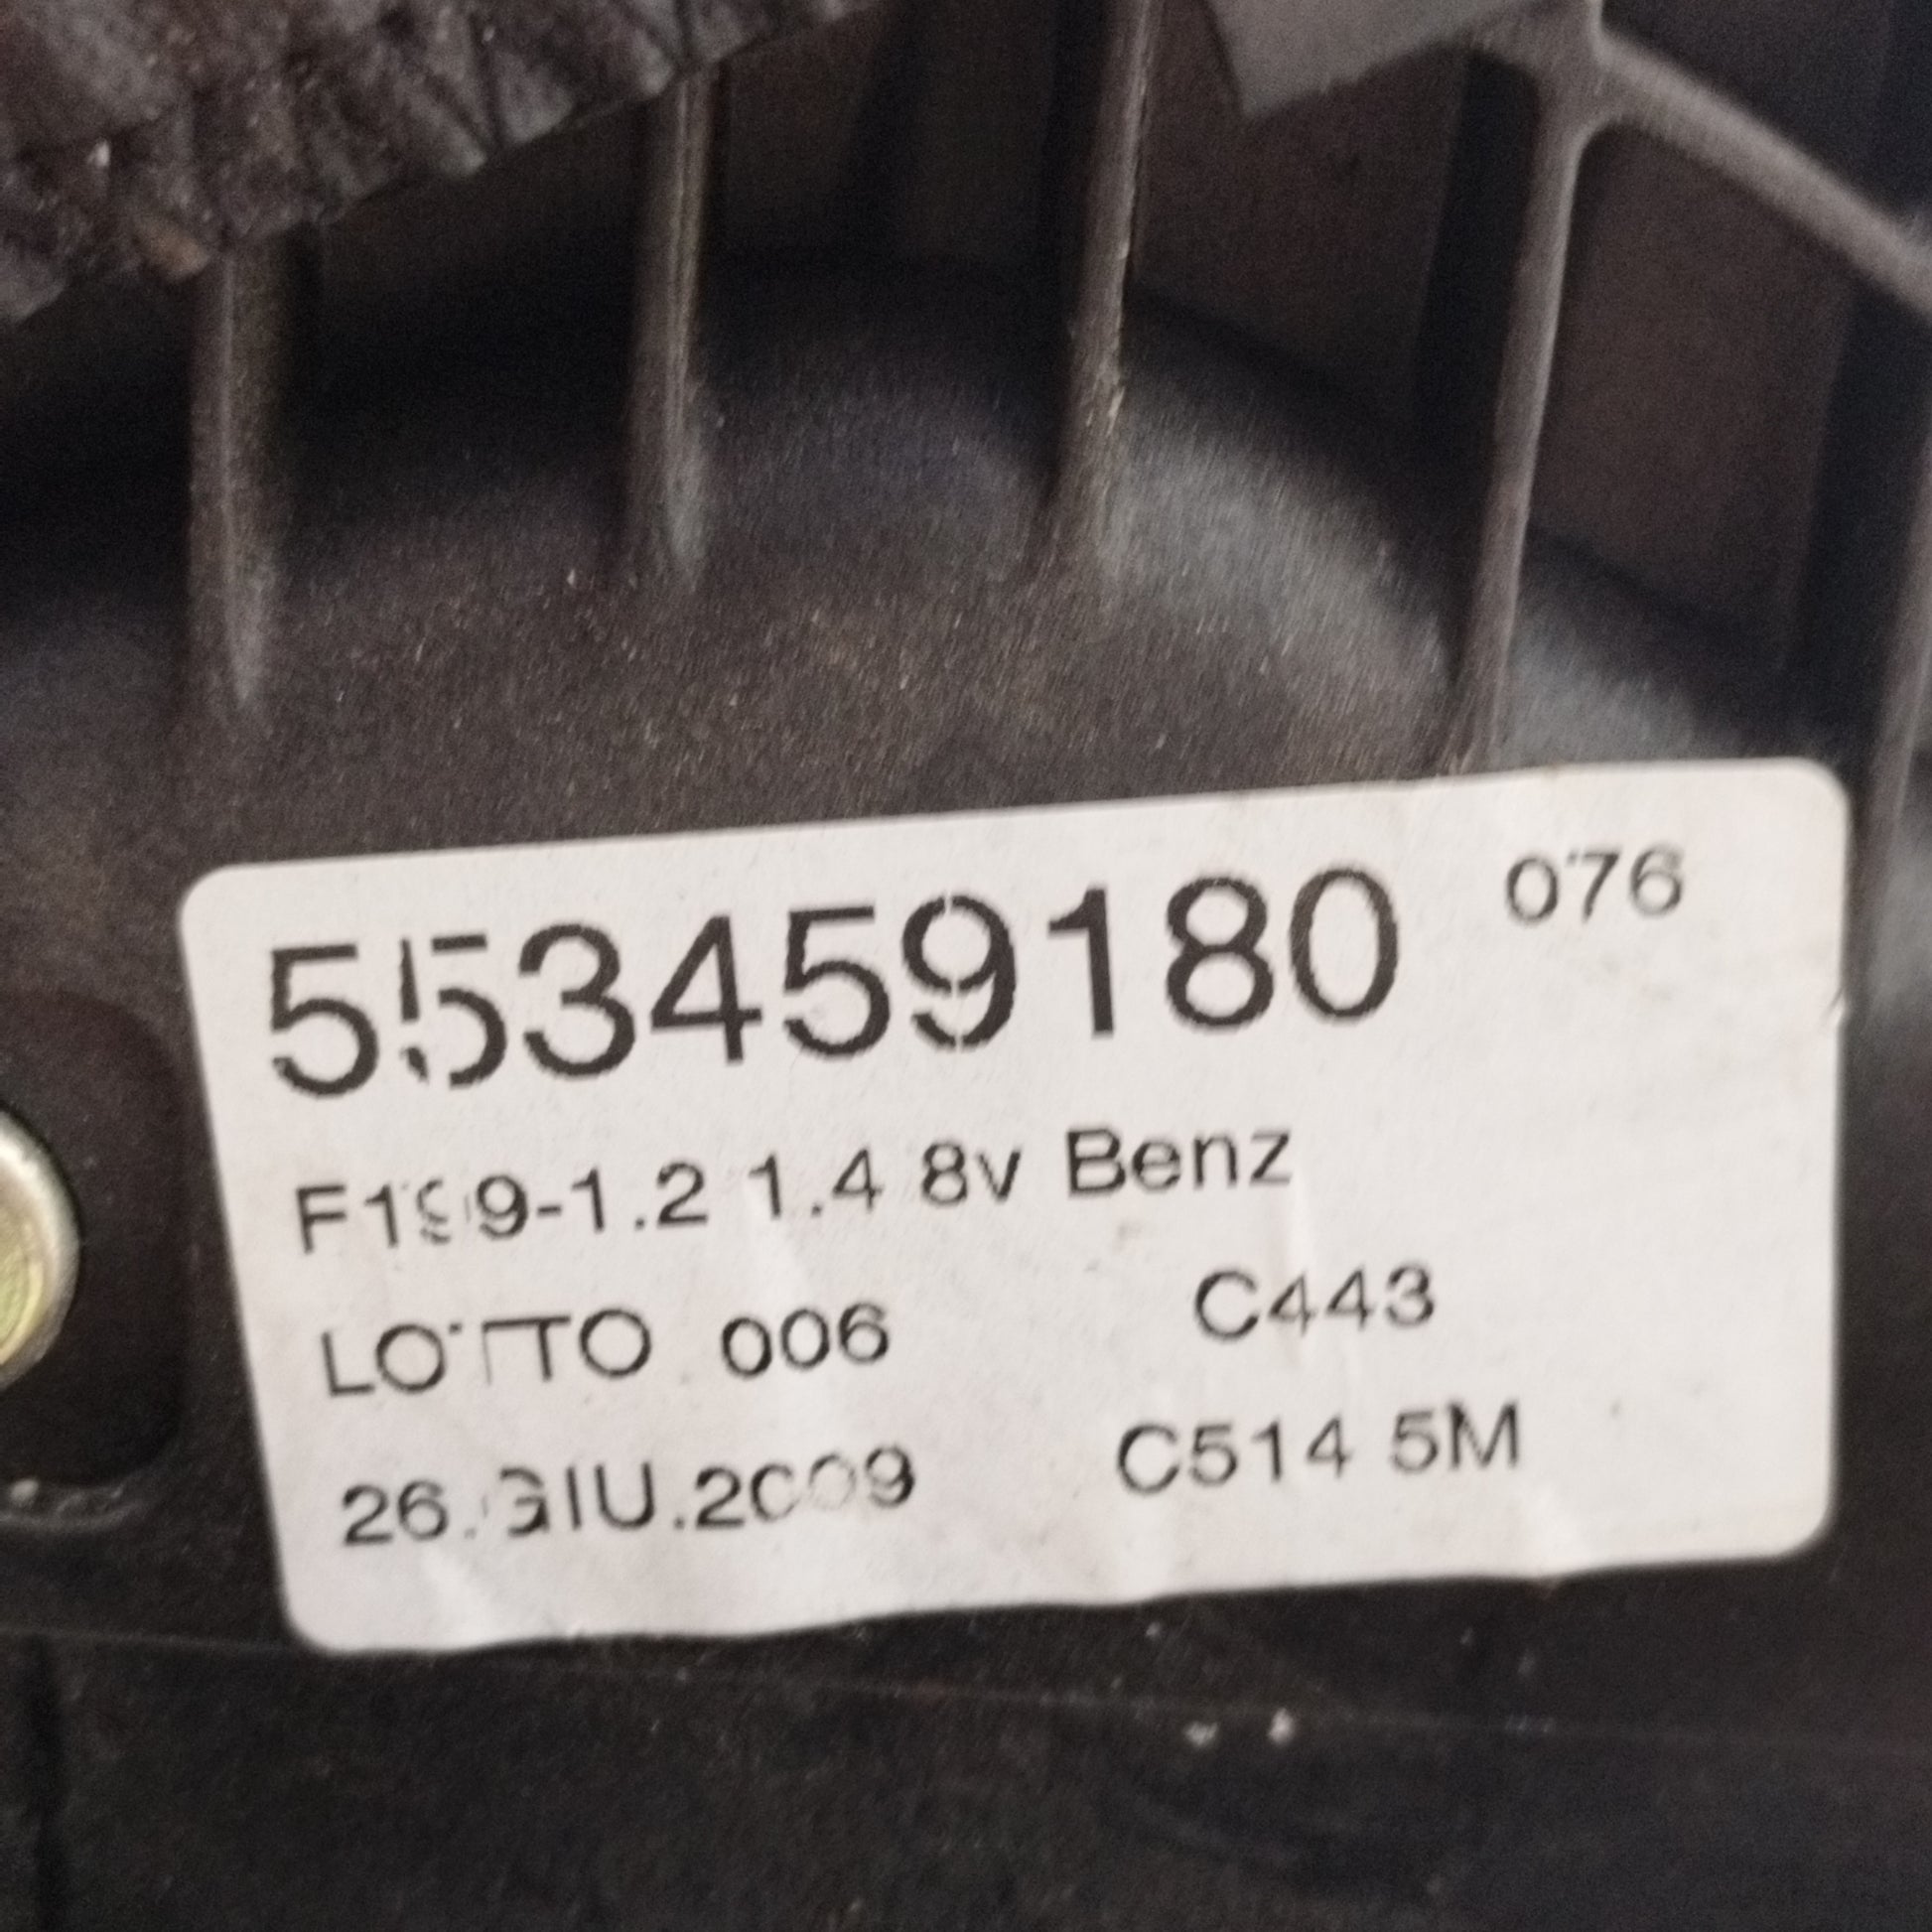 553459180 076
F199-1.2 1.4 8v Benz
LOTTO 006 C443
26.GIU.2009 C514 5M